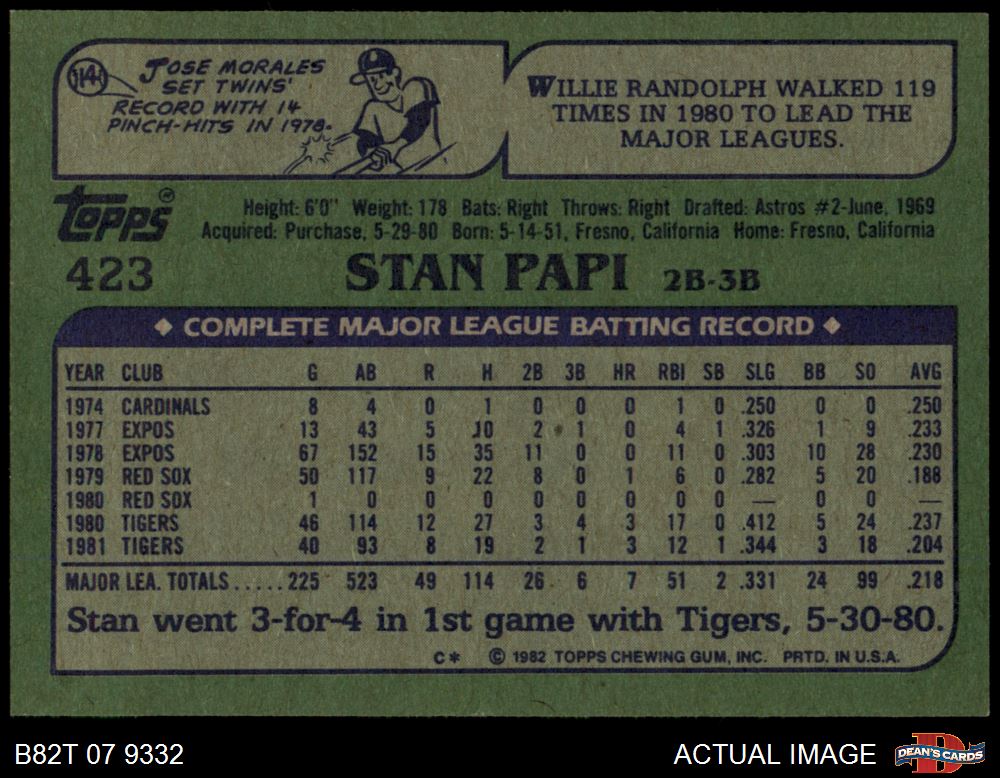 14 JOSE MORALES
SET TWINS'
RECORD WITH 14
PINCH-HITS IN 1978.
WILLIE RANDOLPH WALKED 119
TIMES IN 1980 TO LEAD THE
MAJOR LEAGUES.
TOPPS ®
Height: 6'0" Weight: 178 Bats: Right Throws: Right Drafted: Astros #2-June, 1969
Acquired: Purchase, 5-29-80 Born: 5-14-51, Fresno, California Home: Fresno, California
423 STAN PAPI 2B-3B
◆ COMPLETE MAJOR LEAGUE BATTING RECORD ◆
YEAR CLUB G AB R H 2B 3B HR RBI SB SLG BB SO AVG
1974 CARDINALS 8 4 0 1 0 0 0 1 0 .250 0 0 .250
1977 EXPOS 13 43 5 10 2 1 0 4 1 .326 1 9 .233
1978 EXPOS 67 152 15 35 11 0 0 11 0 .303 10 28 .230
1979 RED SOX 50 117 9 22 8 0 1 6 0 .282 5 20 .188
1980 RED SOX 1 0 0 0 0 0 0 0 0 — 0 0 —
1980 TIGERS 46 114 12 27 3 4 3 17 0 .412 5 24 .237
1981 TIGERS 40 93 8 19 2 1 3 12 1 .344 3 18 .204
MAJOR LEA. TOTALS.....225 523 49 114 26 6 7 51 2 .331 24 99 .218
Stan went 3-for-4 in 1st game with Tigers, 5-30-80.
C* © 1982 TOPPS CHEWING GUM, INC. PRTD. IN U.S.A.
B82T 07 9332 ACTUAL IMAGE D DEAN'S CARDS